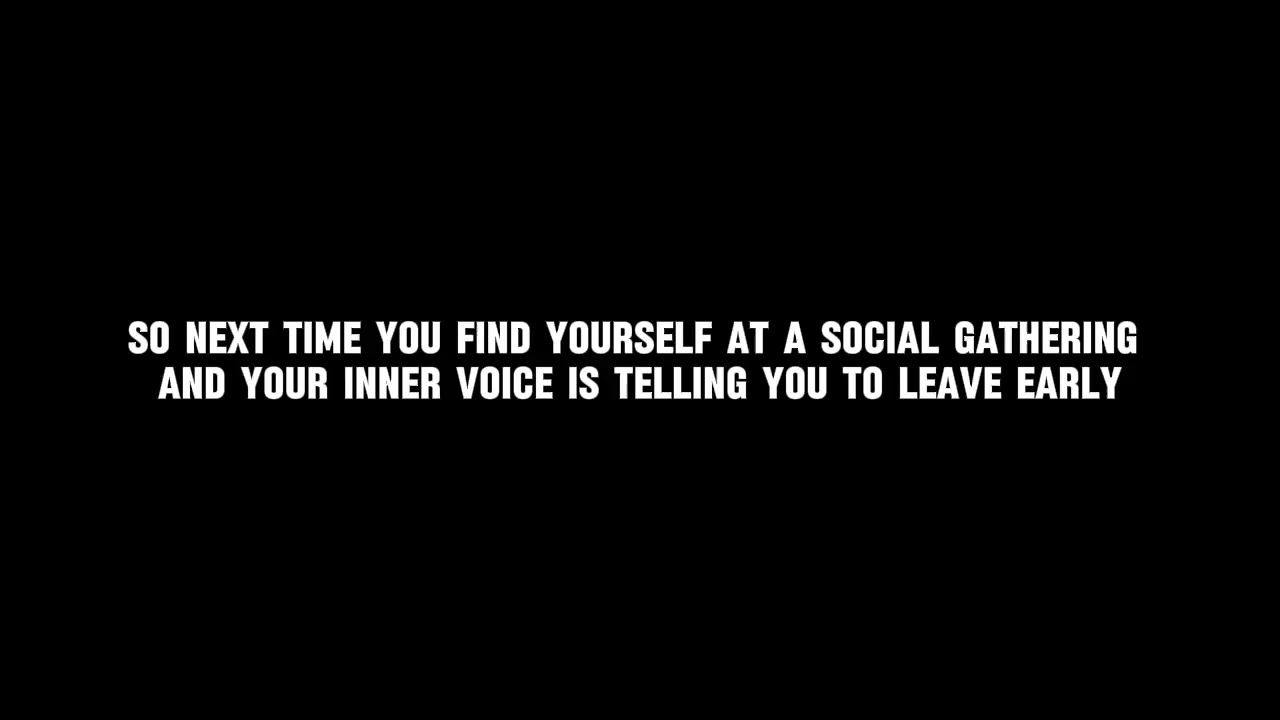 SO NEXT TIME YOU FIND YOURSELF AT A SOCIAL GATHERING
AND YOUR INNER VOICE IS TELLING YOU TO LEAVE EARLY